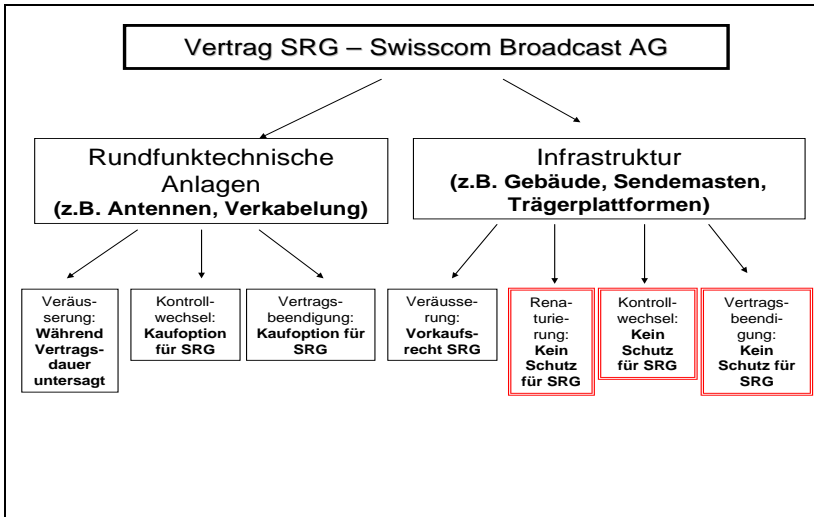 Vertrag SRG – Swisscom Broadcast AG
Rundfunktechnische
Anlagen
(z.B. Antennen, Verkabelung)
Infrastruktur
(z.B. Gebäude, Sendemasten,
Trägerplattformen)
Veräus-
serung:
Während
Vertrags-
dauer
untersagt
Kontroll-
wechsel:
Kaufoption
für SRG
Vertrags-
beendigung:
Kaufoption für
SRG
Veräusse-
rung:
Vorkaufs-
recht SRG
Rena-
turie-
rung:
Kein
Schutz
für SRG
Kontroll-
wechsel:
Kein
Schutz
für SRG
Vertrags-
beendi-
gung:
Kein
Schutz für
SRG